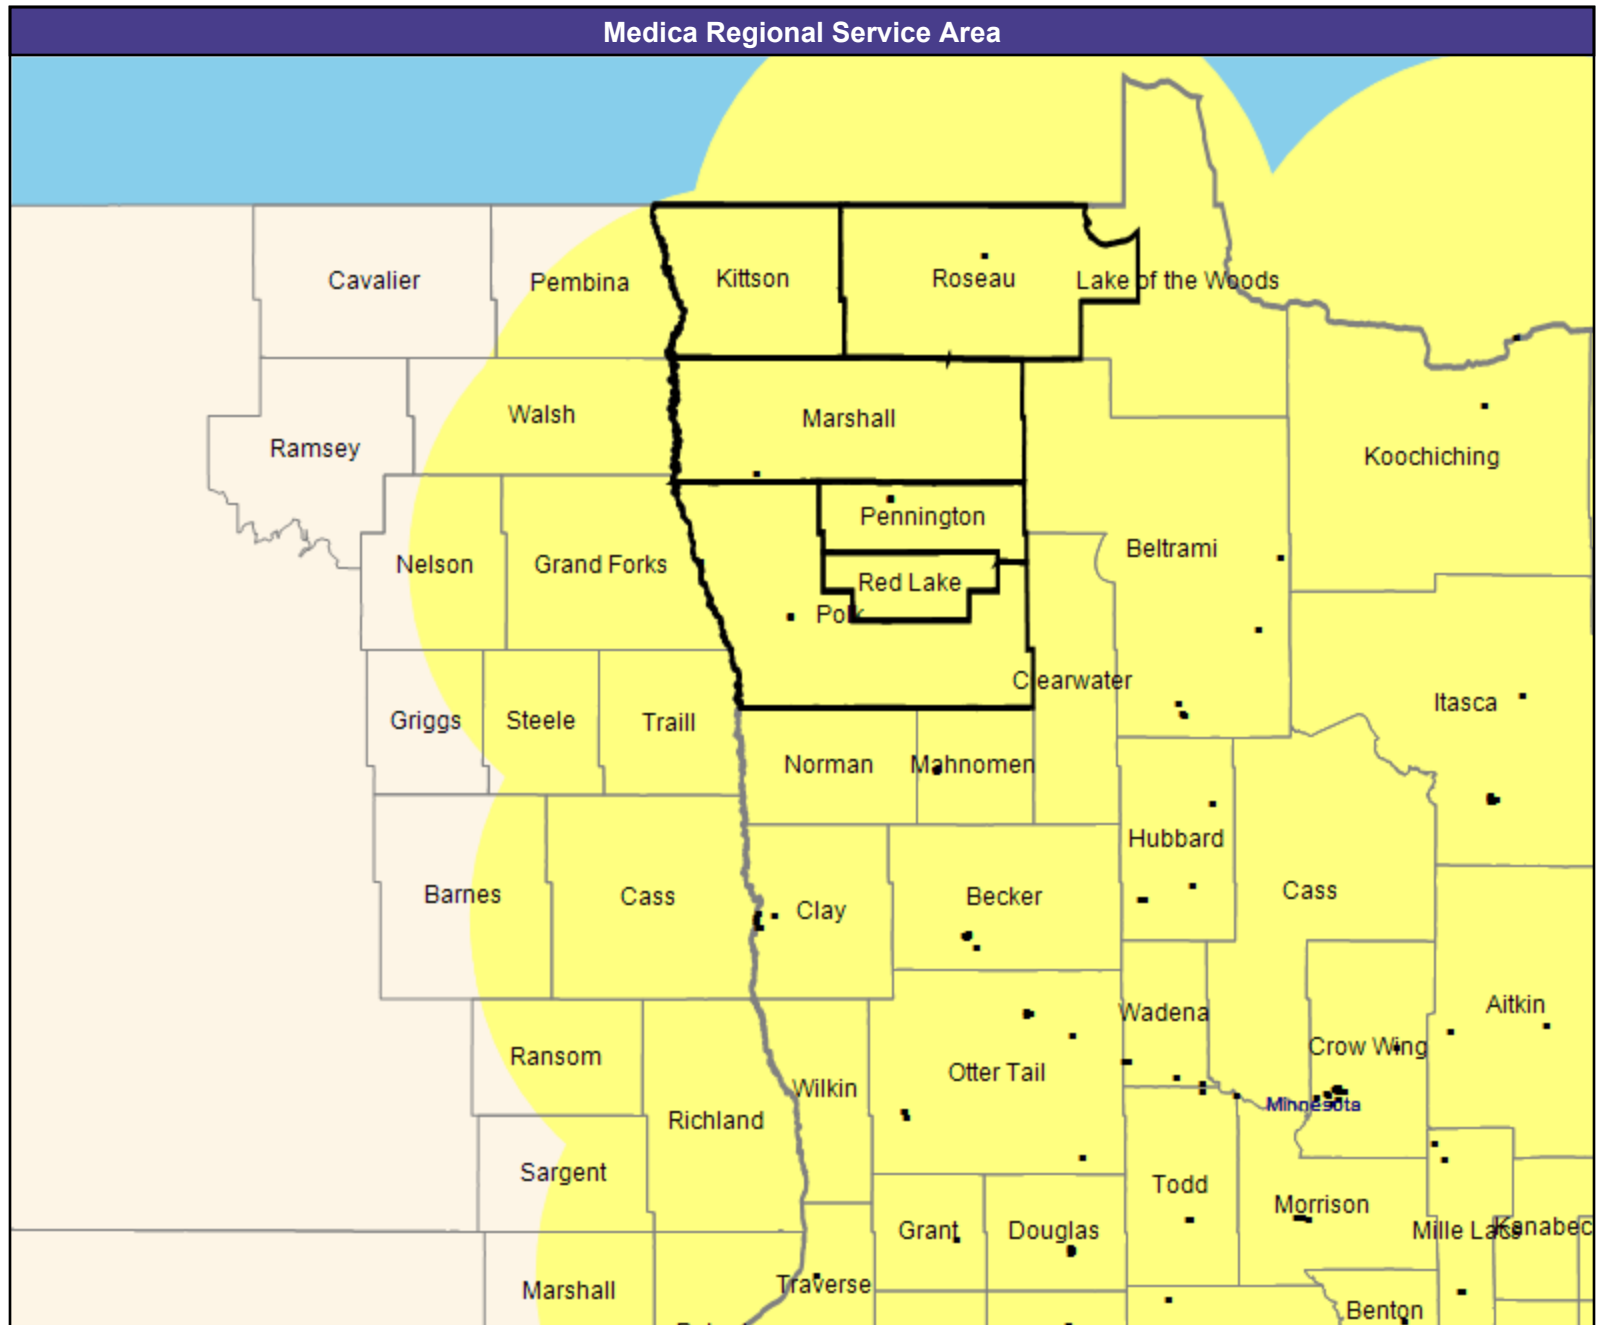 Medica Regional Service Area
Cavalier
Pembina
Kittson
Roseau
Lake of the Woods
Walsh
Marshall
Ramsey
Koochiching
Pennington
Beltrami
Nelson
Grand Forks
Red Lake
Polk
Clearwater
Griggs
Steele
Traill
Itasca
Norman
Mahnomen
Hubbard
Barnes
Cass
Clay
Becker
Cass
Aitkin
Wadena
Crow Wing
Ransom
Otter Tail
Wilkin
Minnesota
Richland
Sargent
Todd
Morrison
Grant
Douglas
Mille Lacs
Kanabec
Marshall
Traverse
Benton